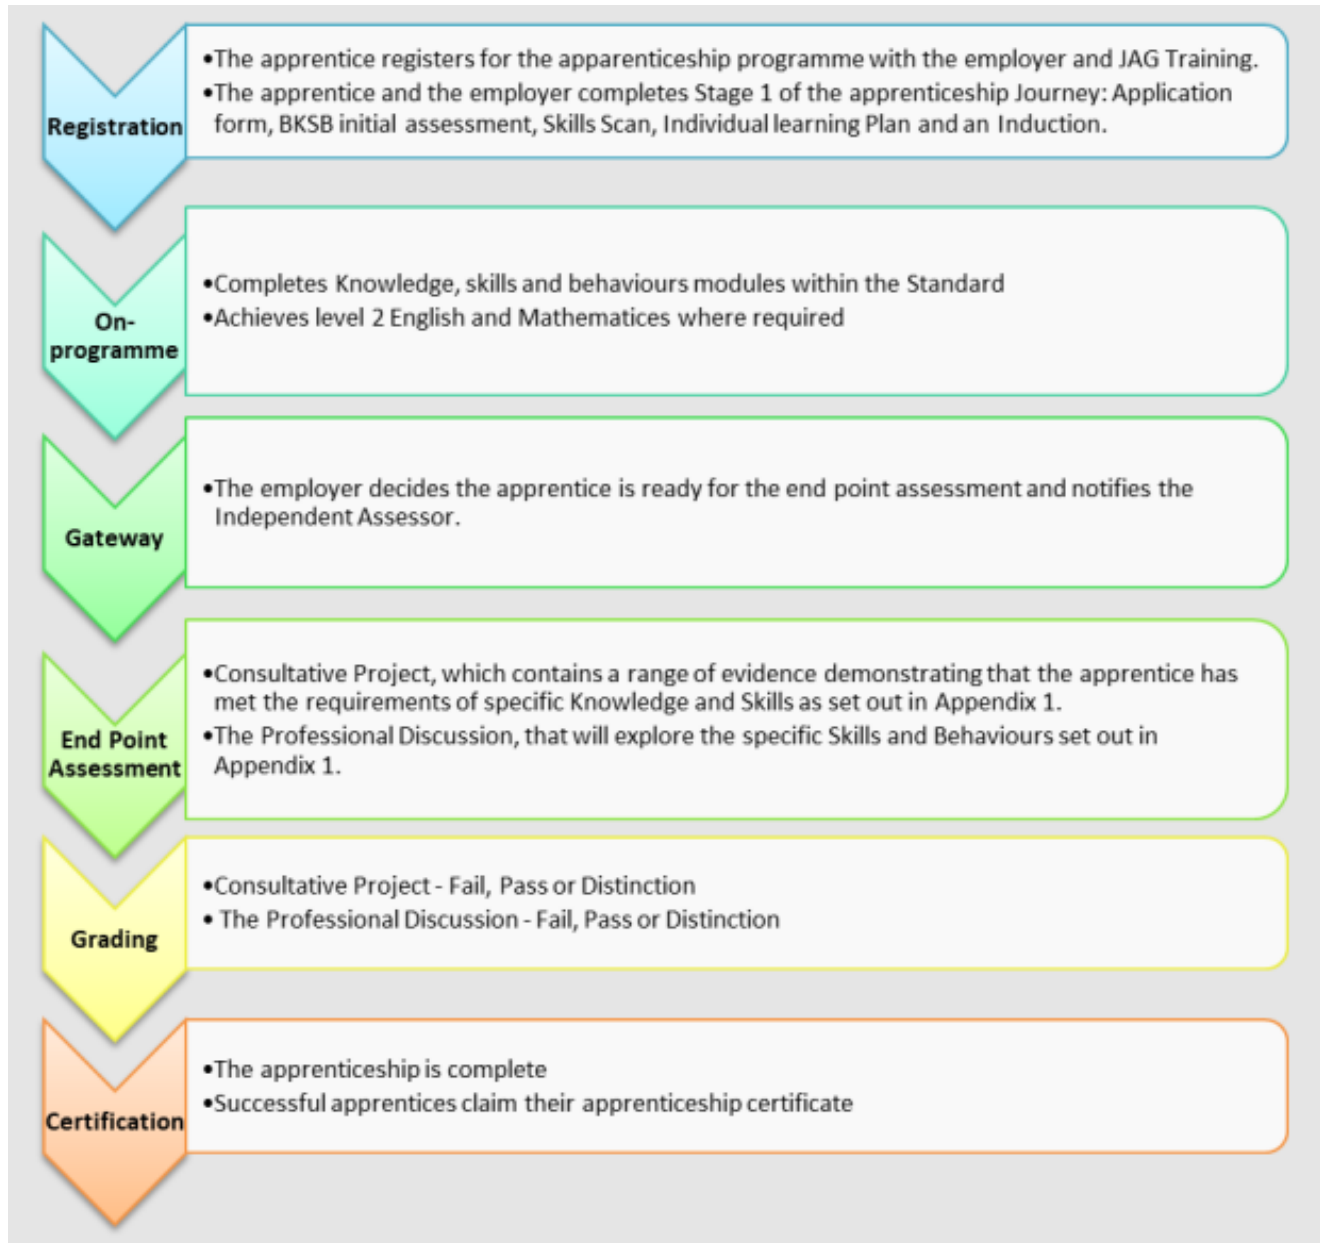 Registration
•The apprentice registers for the apparenticeship programme with the employer and JAG Training.
•The apprentice and the employer completes Stage 1 of the apprenticeship Journey: Application
form, BKSB initial assessment, Skills Scan, Individual learning Plan and an Induction.
On-
programme
•Completes Knowledge, skills and behaviours modules within the Standard
•Achieves level 2 English and Mathematices where required
Gateway
•The employer decides the apprentice is ready for the end point assessment and notifies the
Independent Assessor.
End Point
Assessment
•Consultative Project, which contains a range of evidence demonstrating that the apprentice has
met the requirements of specific Knowledge and Skills as set out in Appendix 1.
•The Professional Discussion, that will explore the specific Skills and Behaviours set out in
Appendix 1.
Grading
•Consultative Project - Fail, Pass or Distinction
• The Professional Discussion - Fail, Pass or Distinction
Certification
•The apprenticeship is complete
•Successful apprentices claim their apprenticeship certificate